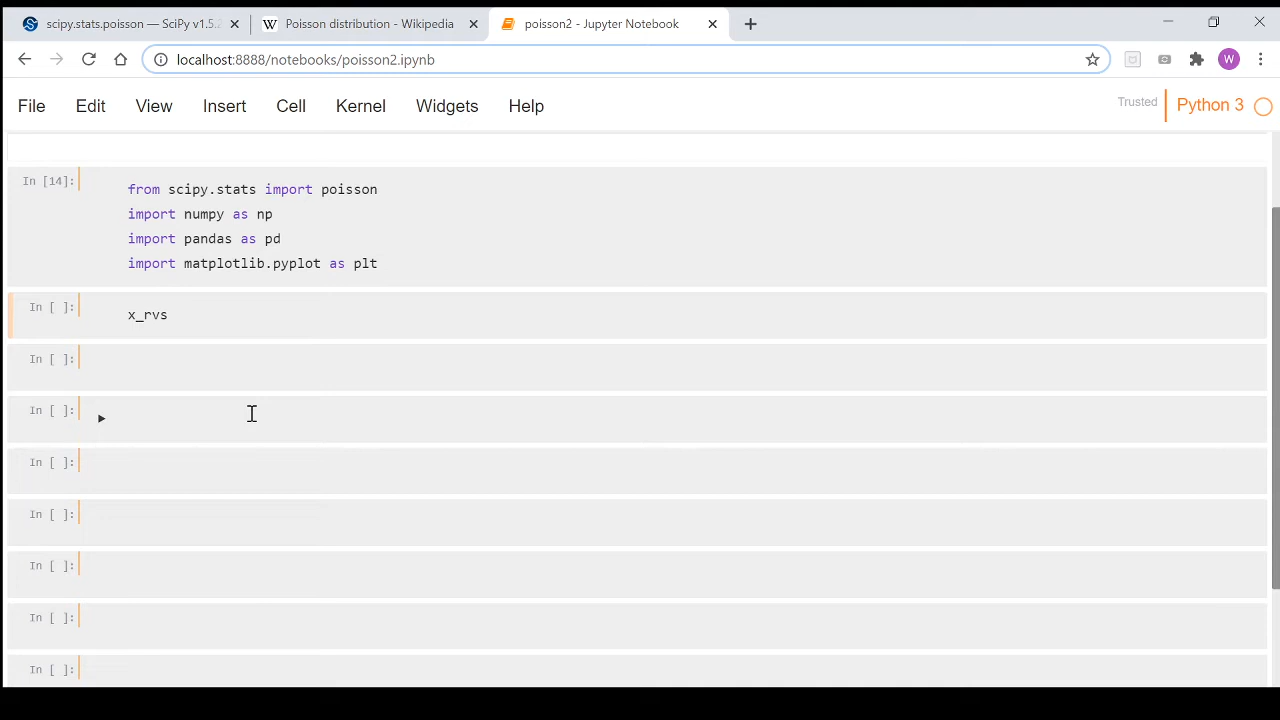 scipy.stats.poisson — SciPy v1.5.2
Poisson distribution - Wikipedia
poisson2 - Jupyter Notebook
localhost:8888/notebooks/poisson2.ipynb
W
File Edit View Insert Cell Kernel Widgets Help
Trusted
Python 3
In [14]:
from scipy.stats import poisson
import numpy as np
import pandas as pd
import matplotlib.pyplot as plt
In [ ]:
x_rvs
In [ ]:
In [ ]:
In [ ]:
In [ ]:
In [ ]:
In [ ]:
In [ ]: